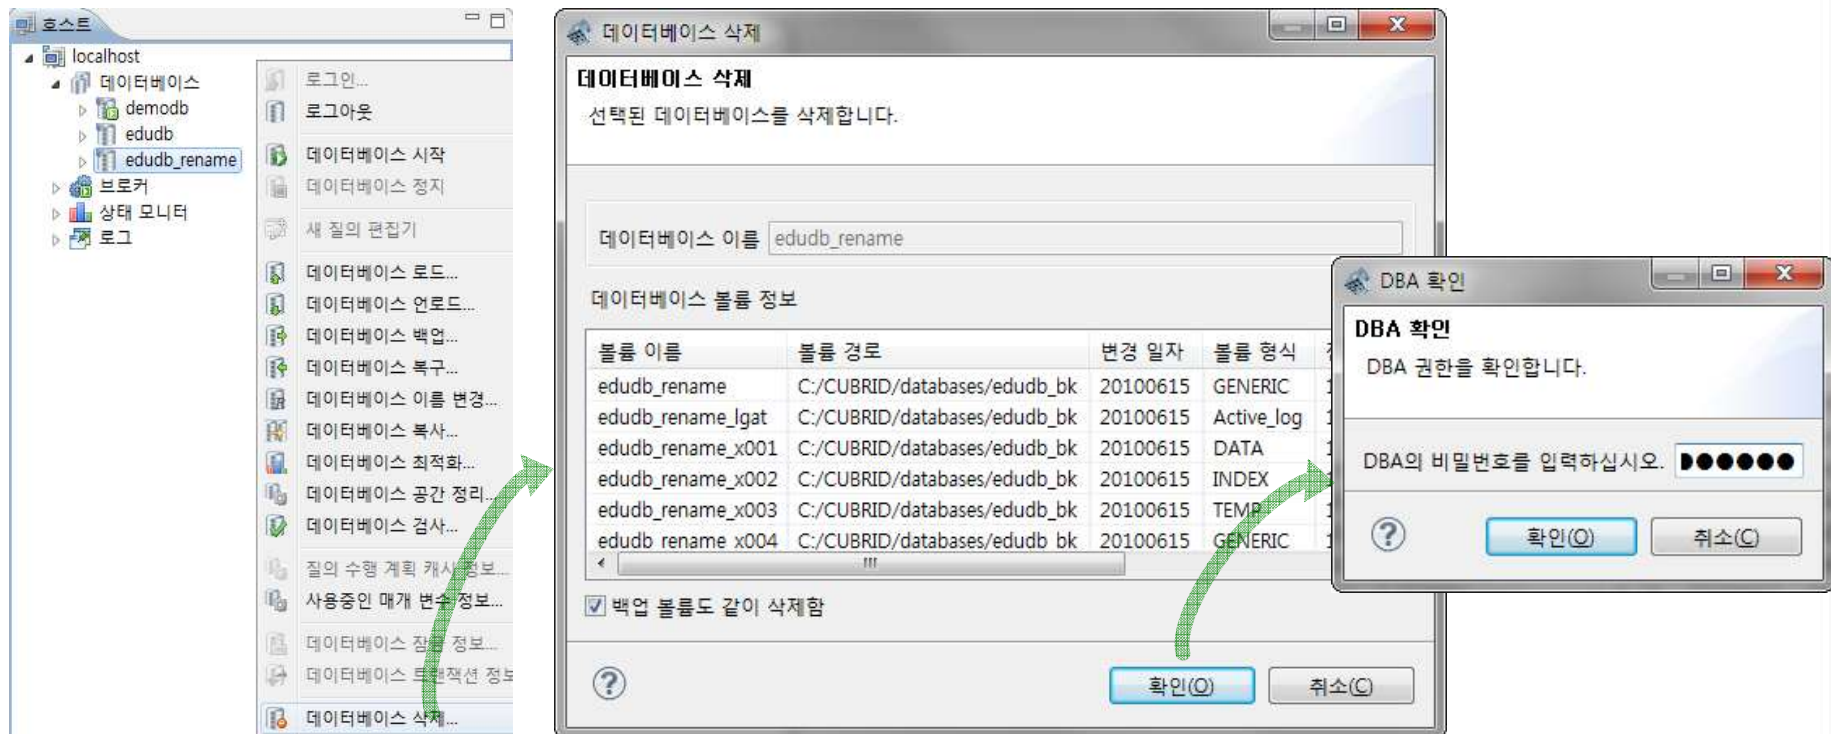 호스트
localhost
데이터베이스
demodb
edudb
edudb_rename
브로커
상태 모니터
로그
로그인...
로그아웃
데이터베이스 시작
데이터베이스 정지
새 질의 편집기
데이터베이스 로드...
데이터베이스 언로드...
데이터베이스 백업...
데이터베이스 복구...
데이터베이스 이름 변경...
데이터베이스 복사...
데이터베이스 최적화...
데이터베이스 공간 정리...
데이터베이스 검사...
질의 수행 계획 캐시 정보...
사용중인 매개 변수 정보...
데이터베이스 잠금 정보...
데이터베이스 트랜잭션 정보
데이터베이스 삭제...
데이터베이스 삭제
데이터베이스 삭제
선택된 데이터베이스를 삭제합니다.
데이터베이스 이름 edudb_rename
데이터베이스 볼륨 정보
볼륨 이름 볼륨 경로 변경 일자 볼륨 형식
edudb_rename C:/CUBRID/databases/edudb_bk 20100615 GENERIC
edudb_rename_lgat C:/CUBRID/databases/edudb_bk 20100615 Active_log
edudb_rename_x001 C:/CUBRID/databases/edudb_bk 20100615 DATA
edudb_rename_x002 C:/CUBRID/databases/edudb_bk 20100615 INDEX
edudb_rename_x003 C:/CUBRID/databases/edudb_bk 20100615 TEMP
edudb_rename_x004 C:/CUBRID/databases/edudb_bk 20100615 GENERIC
백업 볼륨도 같이 삭제함
확인(O) 취소(C)
DBA 확인
DBA 확인
DBA 권한을 확인합니다.
DBA의 비밀번호를 입력하십시오. ●●●●●●
확인(O) 취소(C)